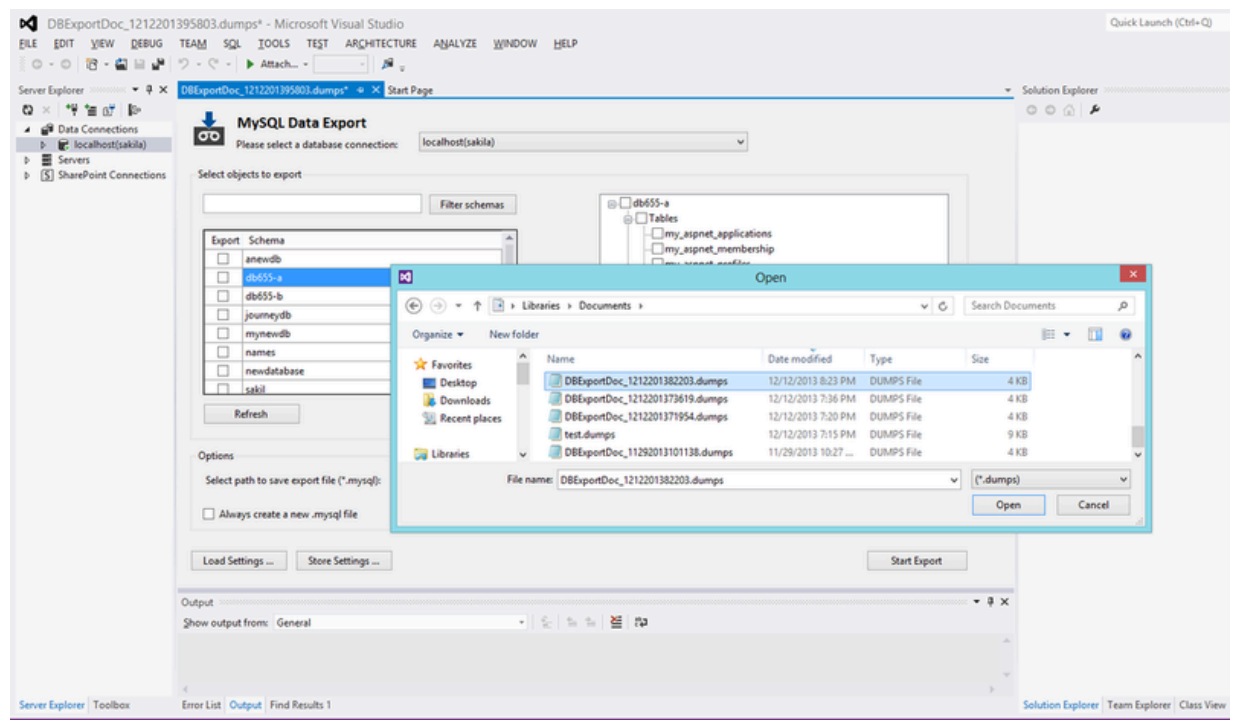 DBExportDoc_1212201395803.dumps* - Microsoft Visual Studio
Quick Launch (Ctrl+Q)
FILE EDIT VIEW DEBUG TEAM SQL TOOLS TEST ARCHITECTURE ANALYZE WINDOW HELP
Attach...
Server Explorer
DBExportDoc_1212201395803.dumps*
Start Page
Solution Explorer
Data Connections
localhost(sakila)
Servers
SharePoint Connections
MySQL Data Export
Please select a database connection:
localhost(sakila)
Select objects to export
Filter schemas
Export Schema
anewdb
db655-a
db655-b
journeydb
mynewdb
names
newdatabase
sakil
Refresh
db655-a
Tables
my_aspnet_applications
my_aspnet_membership
my_aspnet_profiles
Open
Libraries Documents
Search Documents
Organize
New folder
Favorites
Desktop
Downloads
Recent places
Libraries
Name Date modified Type Size
DBExportDoc_1212201382203.dumps 12/12/2013 8:23 PM DUMPS File 4 KB
DBExportDoc_1212201373619.dumps 12/12/2013 7:36 PM DUMPS File 4 KB
DBExportDoc_1212201371954.dumps 12/12/2013 7:20 PM DUMPS File 4 KB
test.dumps 12/12/2013 7:15 PM DUMPS File 9 KB
DBExportDoc_11292013101138.dumps 11/29/2013 10:27 ... DUMPS File 4 KB
File name: DBExportDoc_1212201382203.dumps
(*.dumps)
Open
Cancel
Options
Select path to save export file (*.mysql):
Always create a new .mysql file
Load Settings ...
Store Settings ...
Start Export
Output
Show output from: General
Server Explorer Toolbox
Error List Output Find Results 1
Solution Explorer Team Explorer Class View